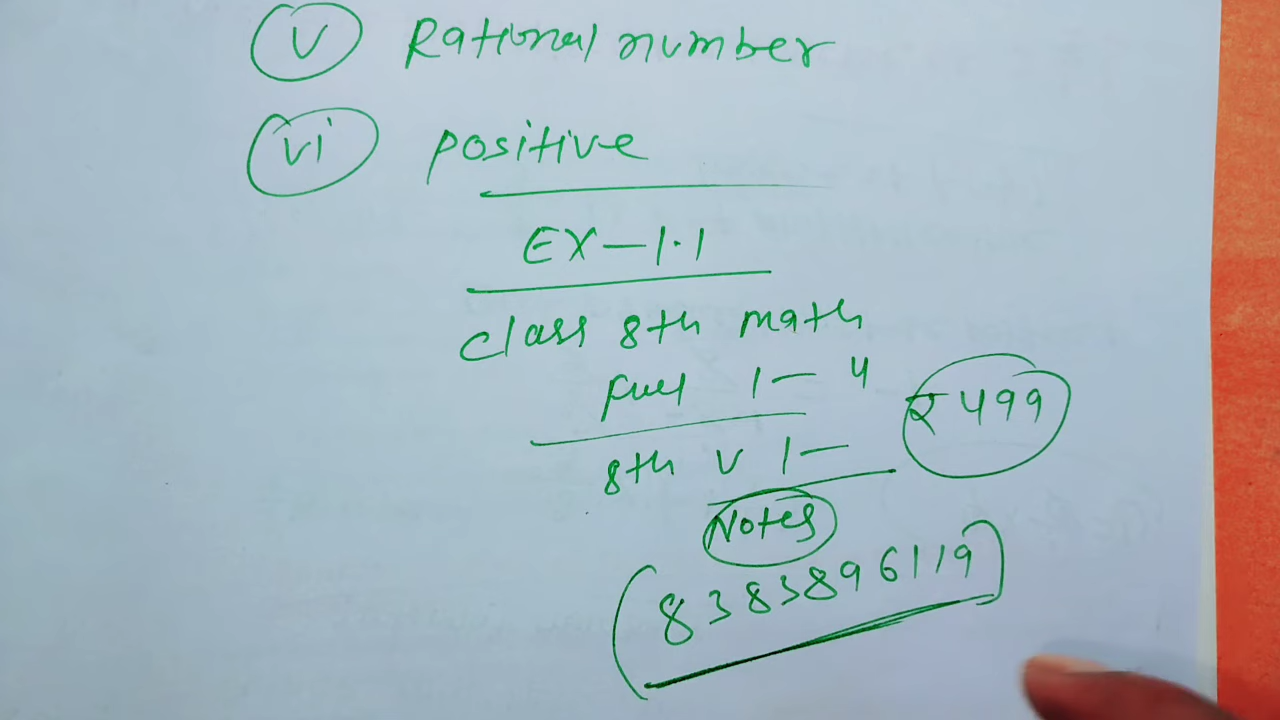 v Rational number
vi positive
EX-1.1
class 8th math
full 1- 4
₹499
8th v 1-
Notes
8383896119